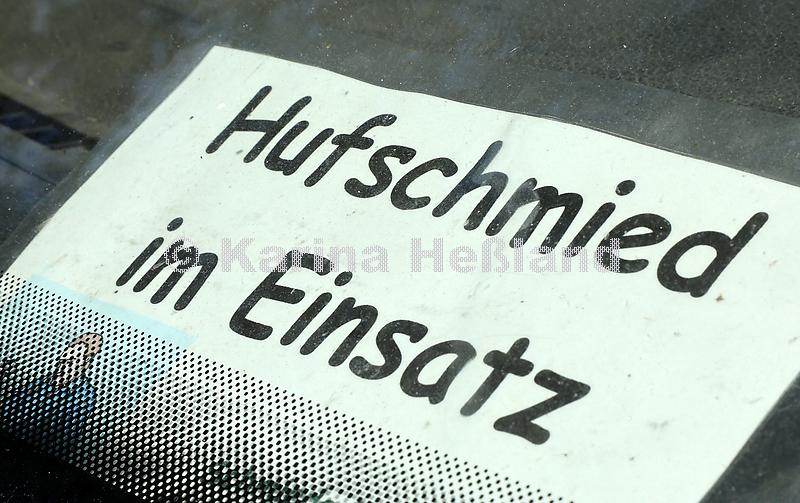 Hufschmied
im Einsatz
© Karina Heßland